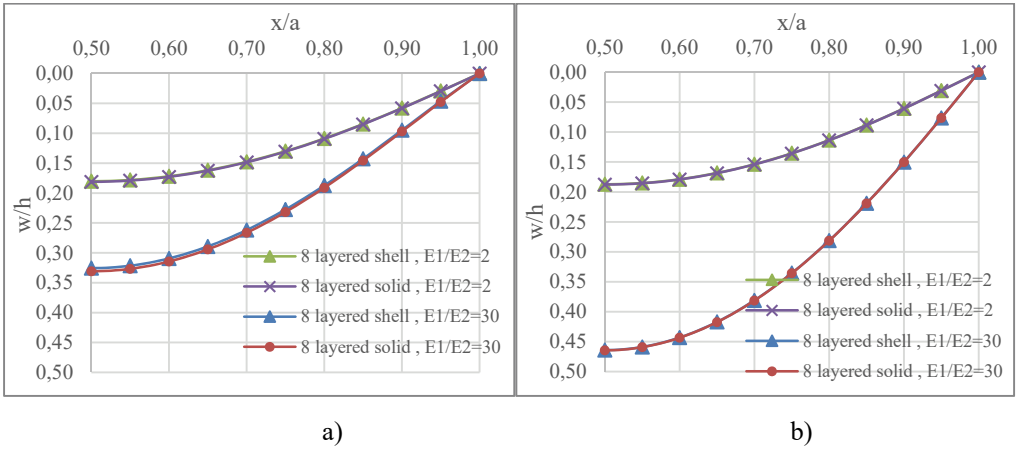 x/a
0,50 0,60 0,70 0,80 0,90 1,00
0,00
0,05
0,10
0,15
0,20
0,25
0,30
0,35
0,40
0,45
0,50
w/h
8 layered shell , E1/E2=2
8 layered solid , E1/E2=2
8 layered shell , E1/E2=30
8 layered solid , E1/E2=30
a)
x/a
0,50 0,60 0,70 0,80 0,90 1,00
0,00
0,05
0,10
0,15
0,20
0,25
0,30
0,35
0,40
0,45
0,50
w/h
8 layered shell , E1/E2=2
8 layered solid , E1/E2=2
8 layered shell , E1/E2=30
8 layered solid , E1/E2=30
b)